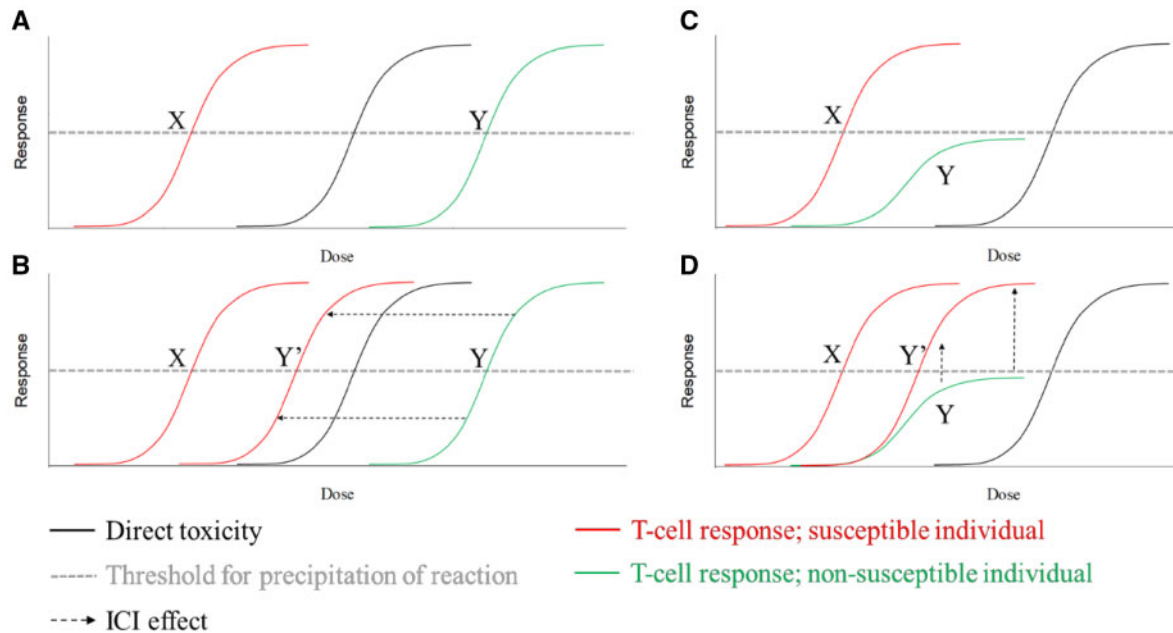 A
Response
X
Y
Dose
B
Response
X
Y'
Y
Dose
C
Response
X
Y
Dose
D
Response
X
Y'
Y
Dose
Direct toxicity
Threshold for precipitation of reaction
ICI effect
T-cell response; susceptible individual
T-cell response; non-susceptible individual